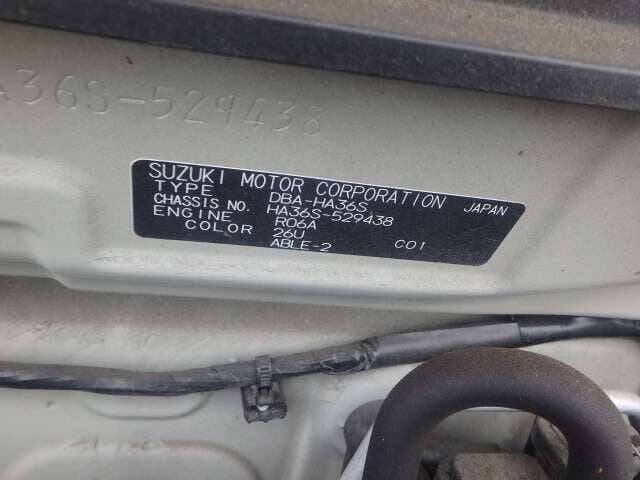 A36S-529438
SUZUKI MOTOR CORPORATION JAPAN
TYPE DBA-HA36S
CHASSIS NO. HA36S-529438
ENGINE R06A
COLOR 26U C01
ABLE-2